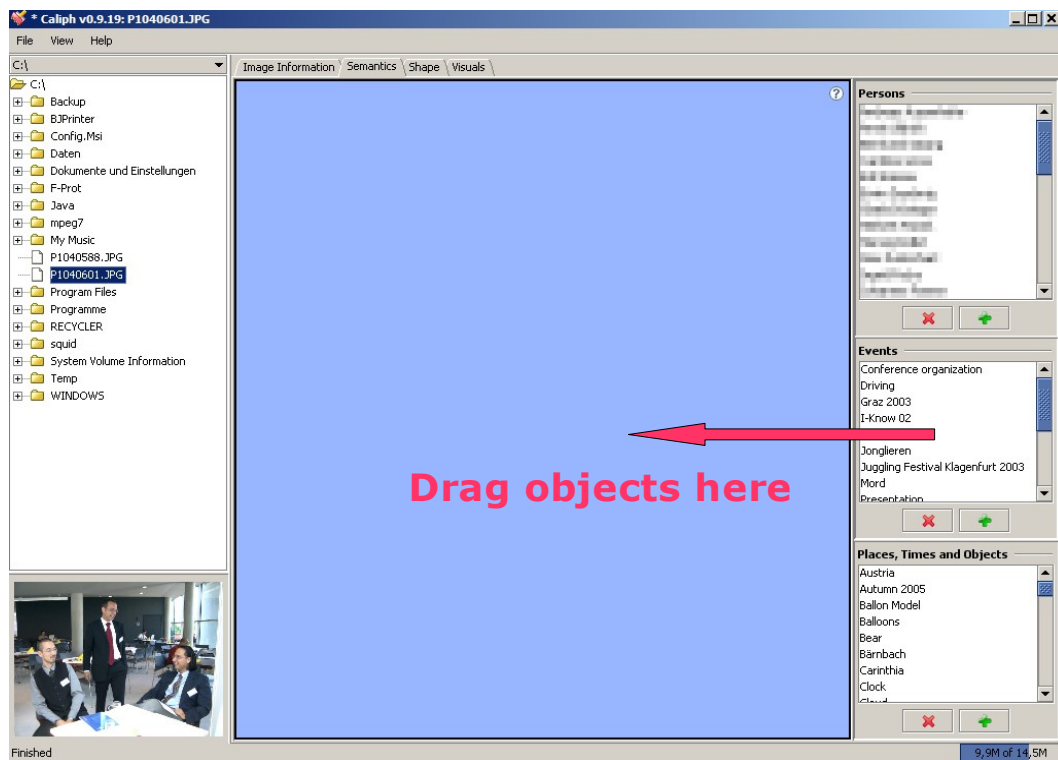 * Caliph v0.9.19: P1040601.JPG
File View Help
C:\
Image Information Semantics Shape Visuals
C:\
Backup
BJPrinter
Config.Msi
Daten
Dokumente und Einstellungen
F-Prot
Java
mpeg7
My Music
P1040588.JPG
P1040601.JPG
Program Files
Programme
RECYCLER
squid
System Volume Information
Temp
WINDOWS
?
Drag objects here
Persons
Events
Conference organization
Driving
Graz 2003
I-Know 02
Jonglieren
Juggling Festival Klagenfurt 2003
Mord
Presentation
Places, Times and Objects
Austria
Autumn 2005
Ballon Model
Balloons
Bear
Bärnbach
Carinthia
Clock
Cloud
Finished
9,9M of 14,5M